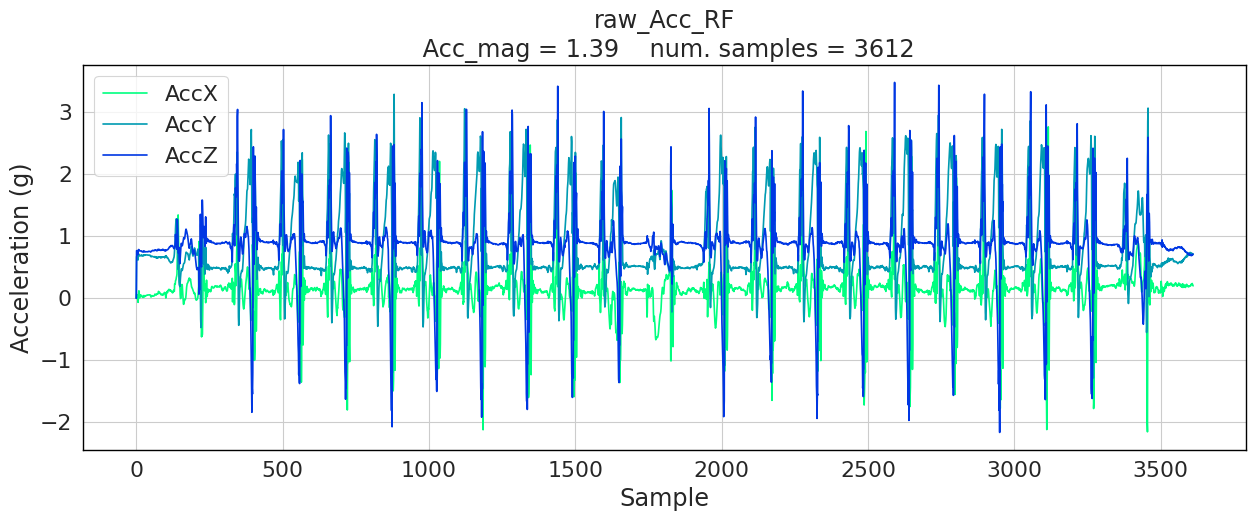 raw_Acc_RF
Acc_mag = 1.39    num. samples = 3612
AccX
AccY
AccZ
Acceleration (g)
3
2
1
0
−1
−2
0 500 1000 1500 2000 2500 3000 3500
Sample